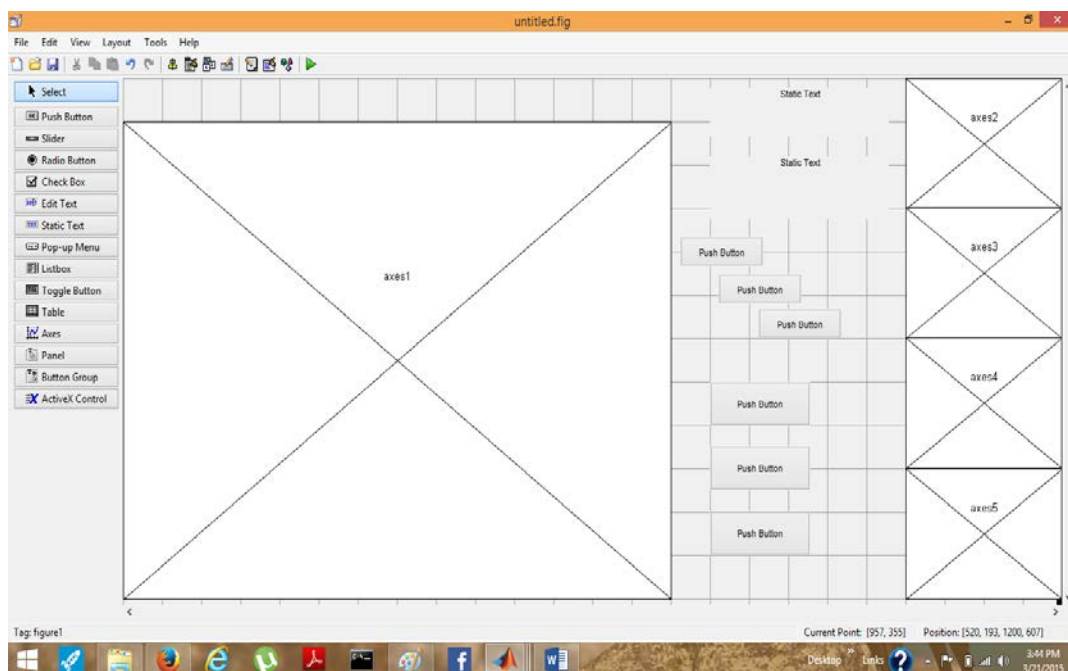 untitled.fig
File Edit View Layout Tools Help
Select
Push Button
Slider
Radio Button
Check Box
Edit Text
Static Text
Pop-up Menu
Listbox
Toggle Button
Table
Axes
Panel
Button Group
ActiveX Control
axes1
Static Text
Static Text
Push Button
Push Button
Push Button
Push Button
Push Button
Push Button
axes2
axes3
axes4
axes5
Tag: figure1
Current Point: [957, 355] Position: [520, 193, 1200, 607]
Desktop Links
3:44 PM
3/21/2015